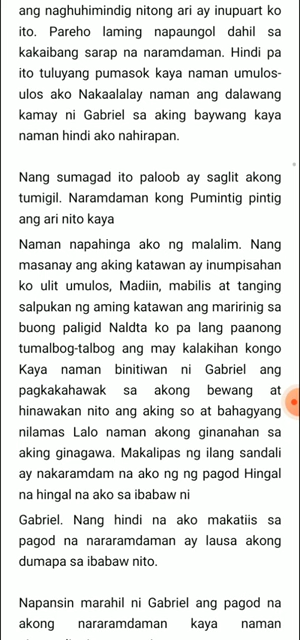 ang naghuhimindig nitong ari ay inupuart ko
ito. Pareho laming napaungol dahil sa
kakaibang sarap na naramdaman. Hindi pa
ito tuluyang pumasok kaya naman umulos-
ulos ako Nakaalalay naman ang dalawang
kamay ni Gabriel sa aking baywang kaya
naman hindi ako nahirapan.
Nang sumagad ito paloob ay saglit akong
tumigil. Naramdaman kong Pumintig pintig
ang ari nito kaya
Naman napahinga ako ng malalim. Nang
masanay ang aking katawan ay inumpisahan
ko ulit umulos, Madiin, mabilis at tanging
salpukan ng aming katawan ang maririnig sa
buong paligid Naldta ko pa lang paanong
tumalbog-talbog ang may kalakihan kongo
Kaya naman binitiwan ni Gabriel ang
pagkakahawak sa akong bewang at
hinawakan nito ang aking so at bahagyang
nilamas Lalo naman akong ginanahan sa
aking ginagawa. Makalipas ng ilang sandali
ay nakaramdam na ako ng ng pagod Hingal
na hingal na ako sa ibabaw ni
Gabriel. Nang hindi na ako makatiis sa
pagod na nararamdaman ay lausa akong
dumapa sa ibabaw nito.
Napansin marahil ni Gabriel ang pagod na
akong nararamdaman kaya naman